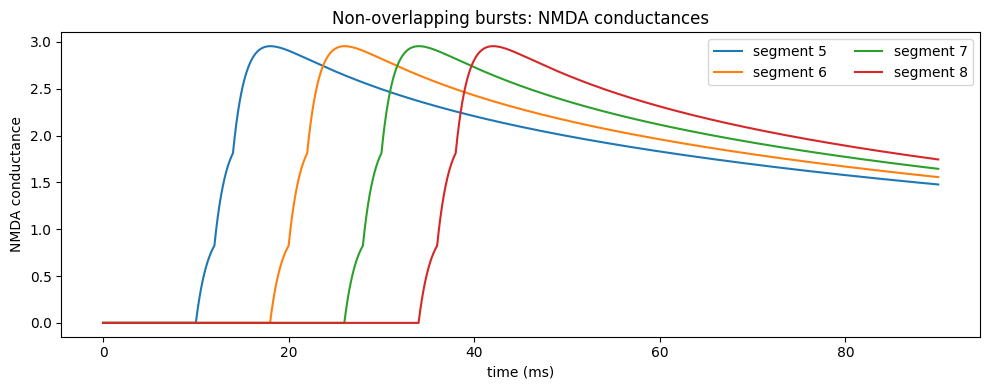 Non-overlapping bursts: NMDA conductances
segment 5 segment 7
segment 6 segment 8
NMDA conductance
3.0
2.5
2.0
1.5
1.0
0.5
0.0
0 20 40 60 80
time (ms)